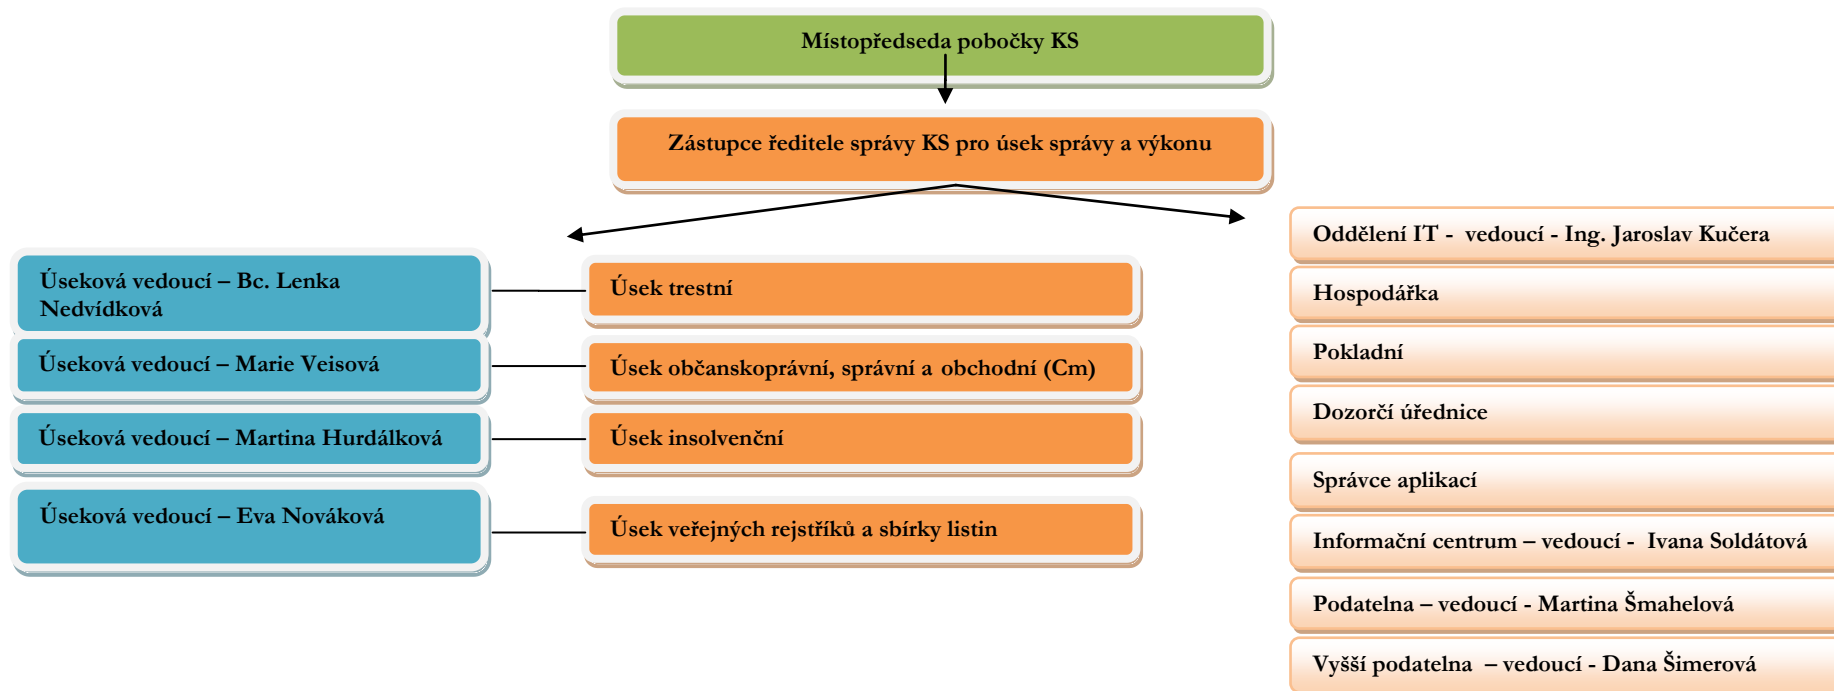 Místopředseda pobočky KS
Zástupce ředitele správy KS pro úsek správy a výkonu
Úseková vedoucí – Bc. Lenka
Nedvídková
Úsek trestní
Úseková vedoucí – Marie Veisová
Úsek občanskoprávní, správní a obchodní (Cm)
Úseková vedoucí – Martina Hurdálková
Úsek insolvenční
Úseková vedoucí – Eva Nováková
Úsek veřejných rejstříků a sbírky listin
Oddělení IT - vedoucí - Ing. Jaroslav Kučera
Hospodářka
Pokladní
Dozorčí úřednice
Správce aplikací
Informační centrum – vedoucí - Ivana Soldátová
Podatelna – vedoucí - Martina Šmahelová
Vyšší podatelna – vedoucí - Dana Šimerová